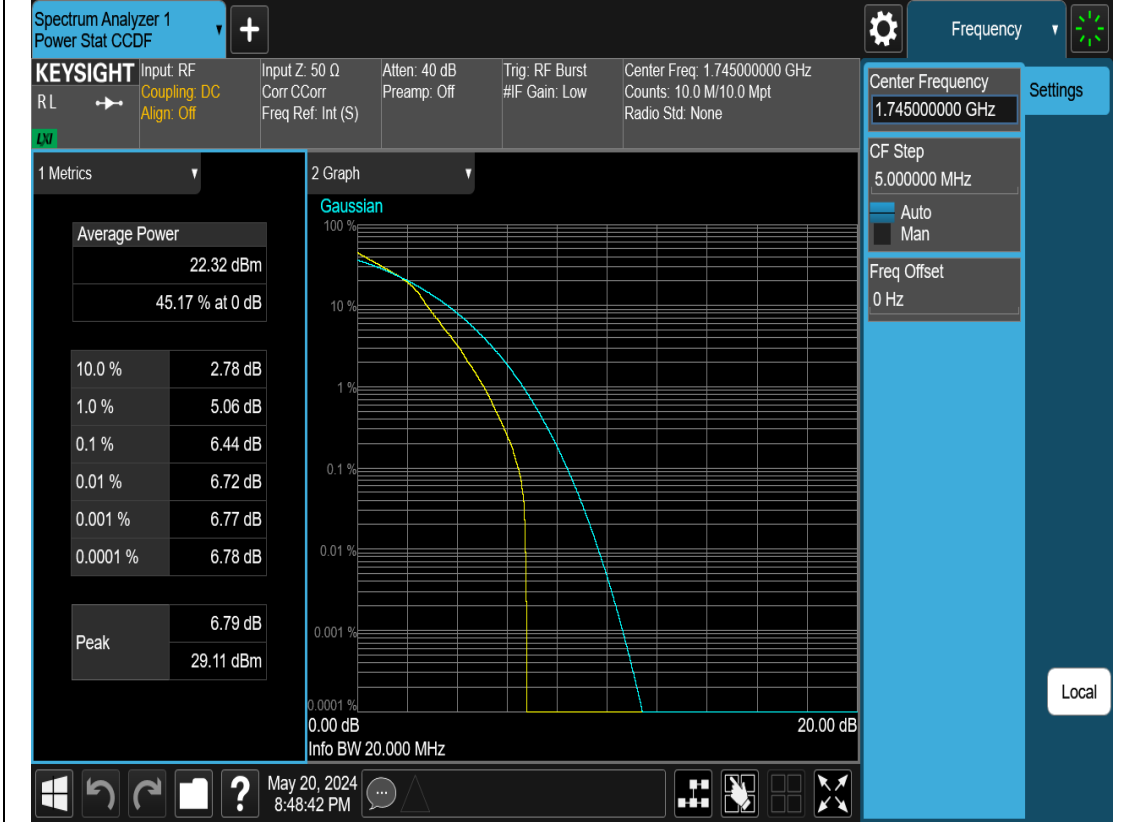 Spectrum Analyzer 1
Power Stat CCDF
Frequency
KEYSIGHT
RL
LXI
Input: RF
Coupling: DC
Align: Off
Input Z: 50 Ω
Corr CCorr
Freq Ref: Int (S)
Atten: 40 dB
Preamp: Off
Trig: RF Burst
#IF Gain: Low
Center Freq: 1.745000000 GHz
Counts: 10.0 M/10.0 Mpt
Radio Std: None
Center Frequency
1.745000000 GHz
Settings
CF Step
5.000000 MHz
Auto
Man
Freq Offset
0 Hz
Local
1 Metrics
Average Power
22.32 dBm
45.17 % at 0 dB
10.0 % 2.78 dB
1.0 % 5.06 dB
0.1 % 6.44 dB
0.01 % 6.72 dB
0.001 % 6.77 dB
0.0001 % 6.78 dB
Peak 6.79 dB
29.11 dBm
2 Graph
Gaussian
100 %
10 %
1 %
0.1 %
0.01 %
0.001 %
0.0001 %
0.00 dB 20.00 dB
Info BW 20.000 MHz
?
May 20, 2024
8:48:42 PM